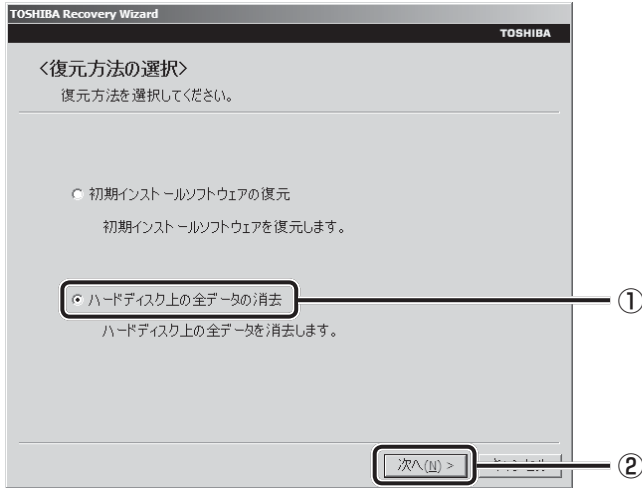 TOSHIBA Recovery Wizard
TOSHIBA
<復元方法の選択>
復元方法を選択してください。
初期インストールソフトウェアの復元
初期インストールソフトウェアを復元します。
ハードディスク上の全データの消去
①
ハードディスク上の全データを消去します。
次へ(N) >
②